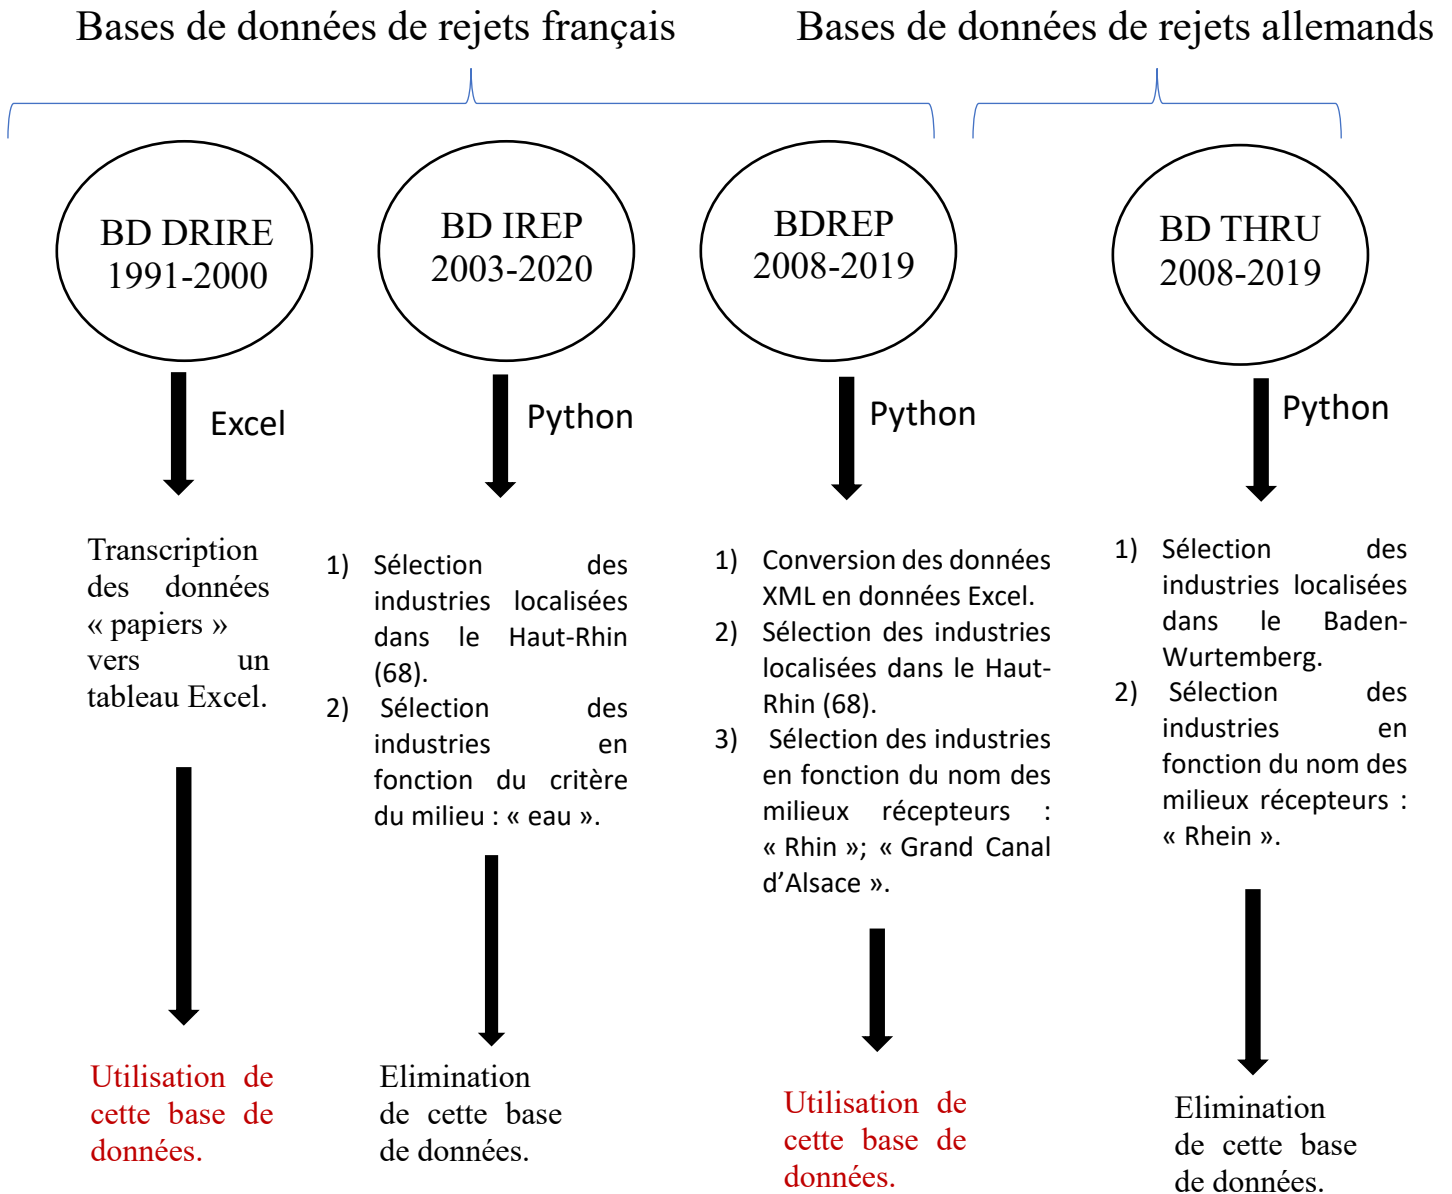 Bases de données de rejets français
Bases de données de rejets allemands
BD DRIRE
1991-2000
BD IREP
2003-2020
BDREP
2008-2019
BD THRU
2008-2019
Excel
Python
Python
Python
Transcription
des données
« papiers »
vers un
tableau Excel.
1) Sélection des
industries localisées
dans le Haut-Rhin
(68).
2) Sélection des
industries en
fonction du critère
du milieu : « eau ».
1) Conversion des données
XML en données Excel.
2) Sélection des industries
localisées dans le Haut-
Rhin (68).
3) Sélection des industries
en fonction du nom des
milieux récepteurs :
« Rhin »; « Grand Canal
d’Alsace ».
1) Sélection des
industries localisées
dans le Baden-
Wurtemberg.
2) Sélection des
industries en
fonction du nom des
milieux récepteurs :
« Rhein ».
Utilisation de
cette base de
données.
Elimination
de cette base
de données.
Utilisation de
cette base de
données.
Elimination
de cette base
de données.